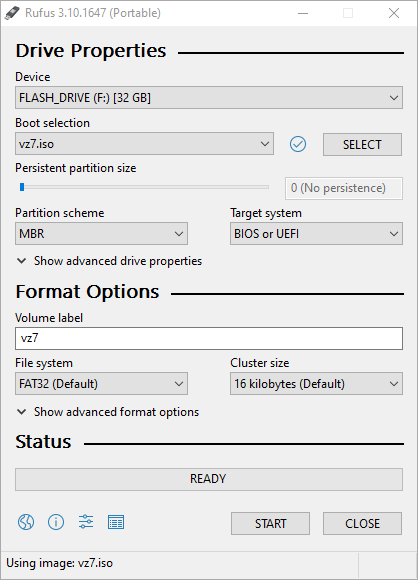 Rufus 3.10.1647 (Portable)
Drive Properties
Device
FLASH_DRIVE (F:) [32 GB]
Boot selection
vz7.iso
SELECT
Persistent partition size
0 (No persistence)
Partition scheme
Target system
MBR
BIOS or UEFI
Show advanced drive properties
Format Options
Volume label
vz7
File system
Cluster size
FAT32 (Default)
16 kilobytes (Default)
Show advanced format options
Status
READY
START
CLOSE
Using image: vz7.iso